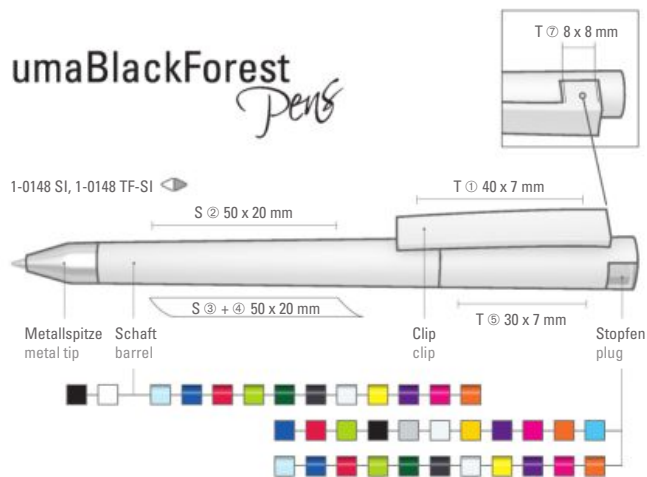 umaBlackForest
Pens
T ⑦ 8 x 8 mm
1-0148 SI, 1-0148 TF-SI
T ① 40 x 7 mm
S ② 50 x 20 mm
S ③ + ④ 50 x 20 mm
T ⑤ 30 x 7 mm
Metallspitze
metal tip
Schaft
barrel
Clip
clip
Stopfen
plug